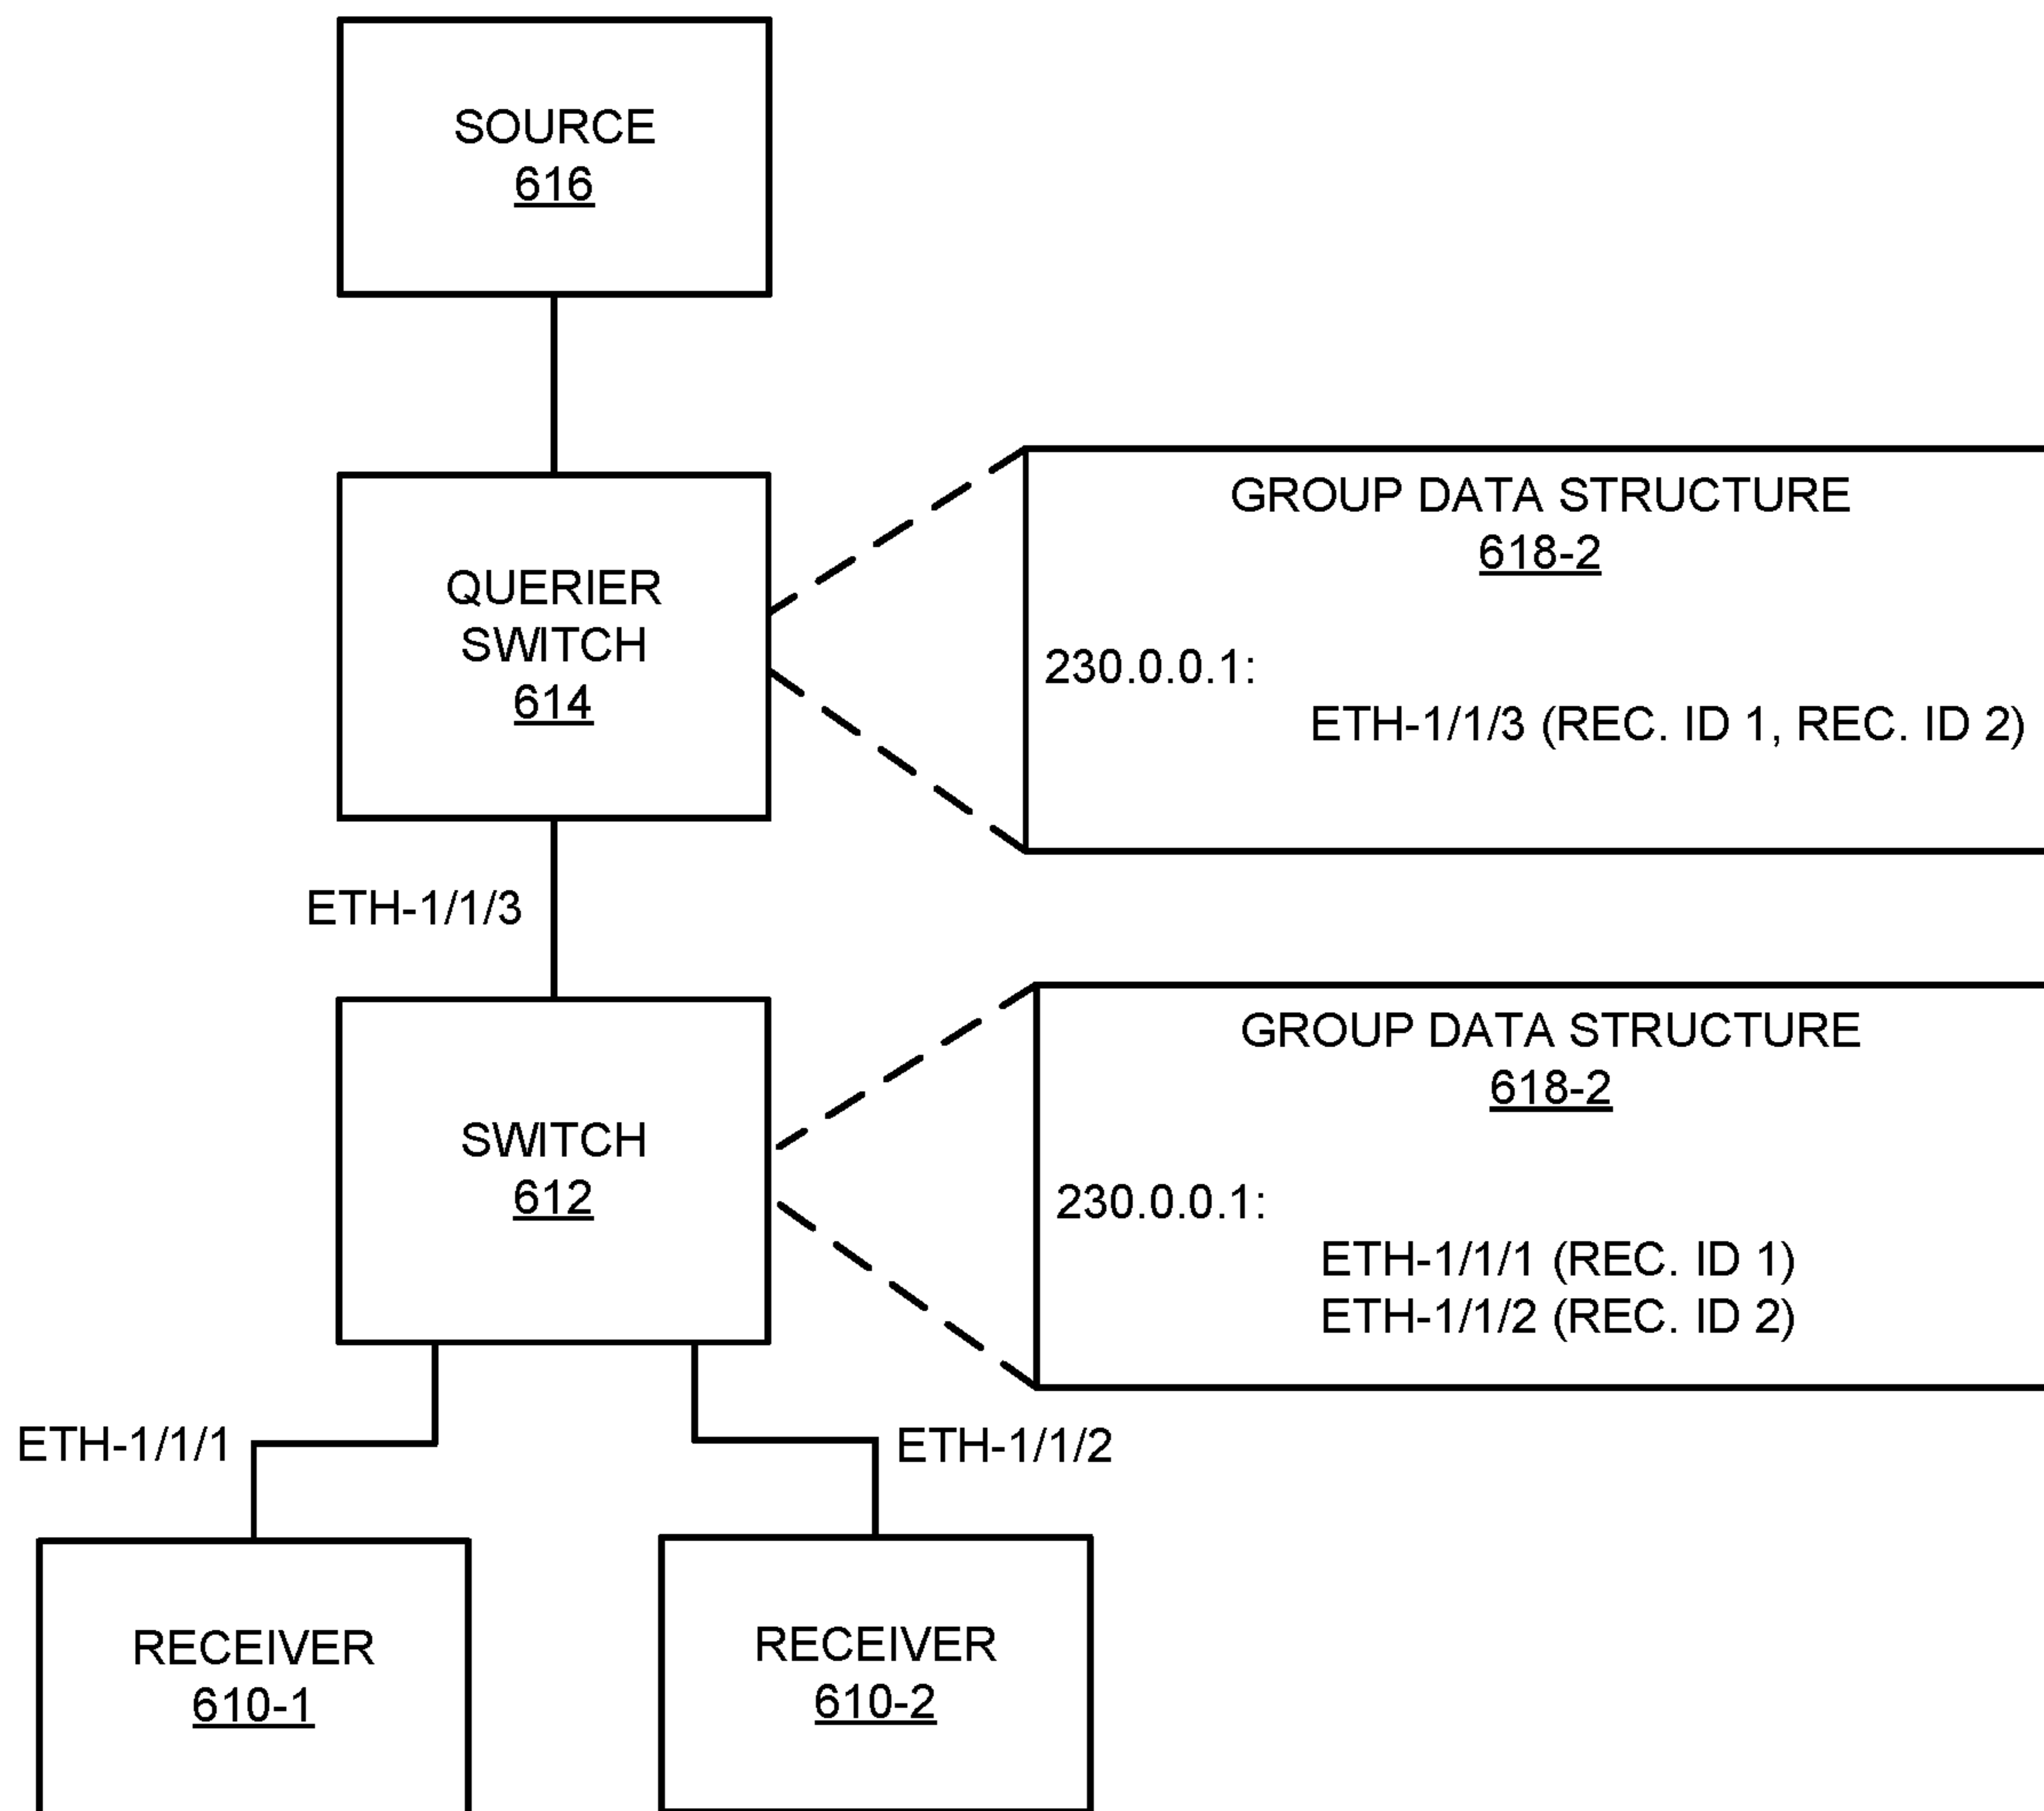 SOURCE
616
QUERIER
SWITCH
614
GROUP DATA STRUCTURE
618-2
230.0.0.1:
ETH-1/1/3 (REC. ID 1, REC. ID 2)
ETH-1/1/3
SWITCH
612
GROUP DATA STRUCTURE
618-2
230.0.0.1:
ETH-1/1/1 (REC. ID 1)
ETH-1/1/2 (REC. ID 2)
ETH-1/1/1
ETH-1/1/2
RECEIVER
610-1
RECEIVER
610-2